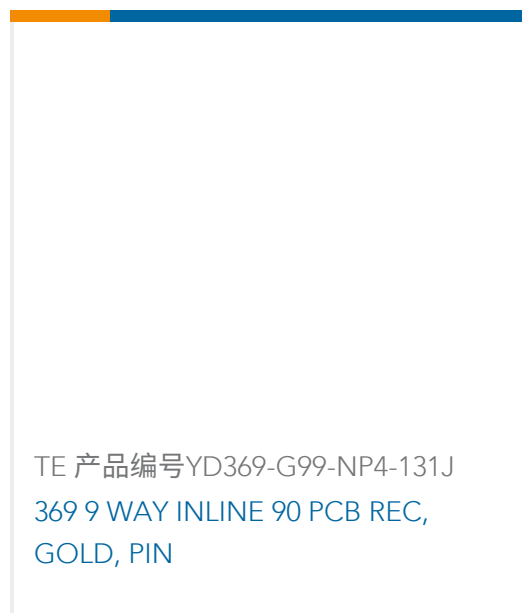 TE 产品编号YD369-G99-NP4-131J
369 9 WAY INLINE 90 PCB REC,
GOLD, PIN